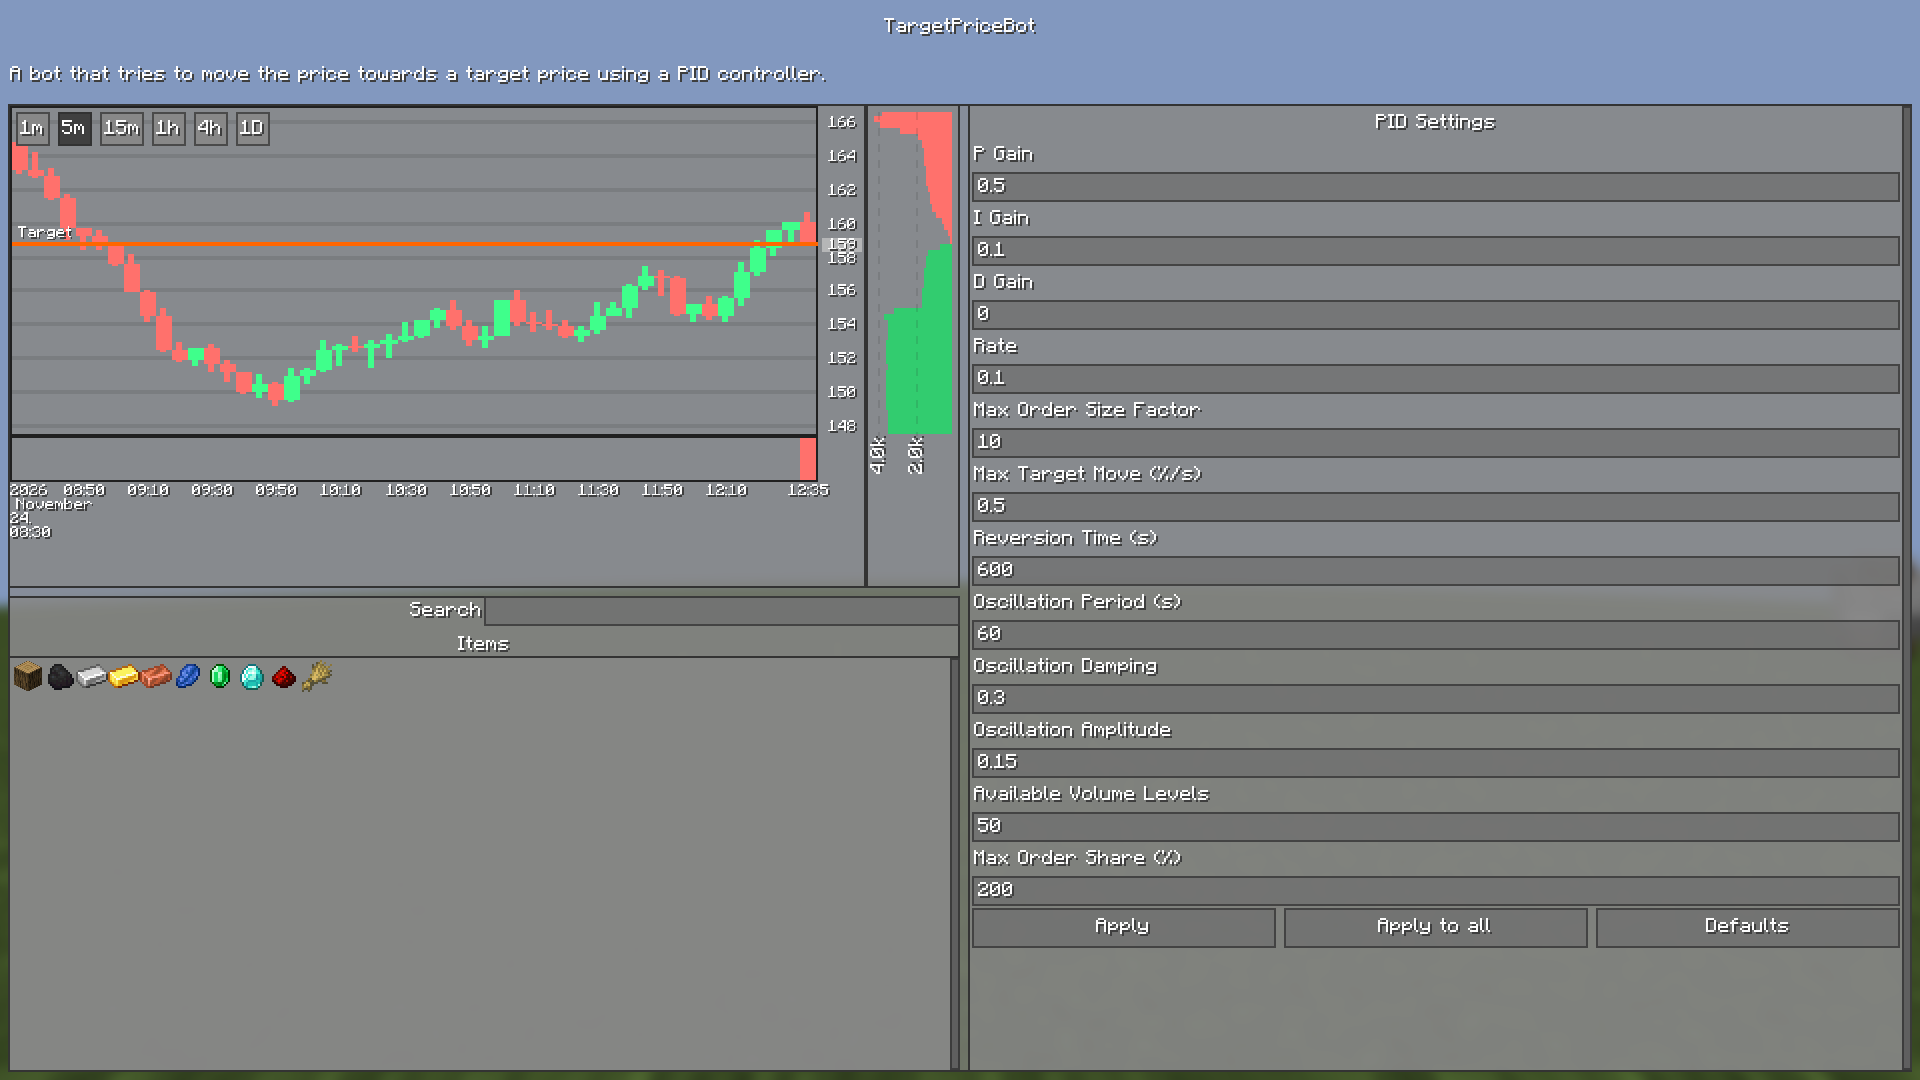 TargetPriceBot
A bot that tries to move the price towards a target price using a PID controller.
1m 5m 15m 1h 4h 1D
Target
166
164
162
160
159
158
156
154
152
150
148
4.0k 2.0k
2026 08:50 09:10 09:30 09:50 10:10 10:30 10:50 11:10 11:30 11:50 12:10 12:35
November
24.
08:30
Search
Items
PID Settings
P Gain
0.5
I Gain
0.1
D Gain
0
Rate
0.1
Max Order Size Factor
10
Max Target Move (%/s)
0.5
Reversion Time (s)
600
Oscillation Period (s)
60
Oscillation Damping
0.3
Oscillation Amplitude
0.15
Available Volume Levels
50
Max Order Share (%)
200
Apply Apply to all Defaults